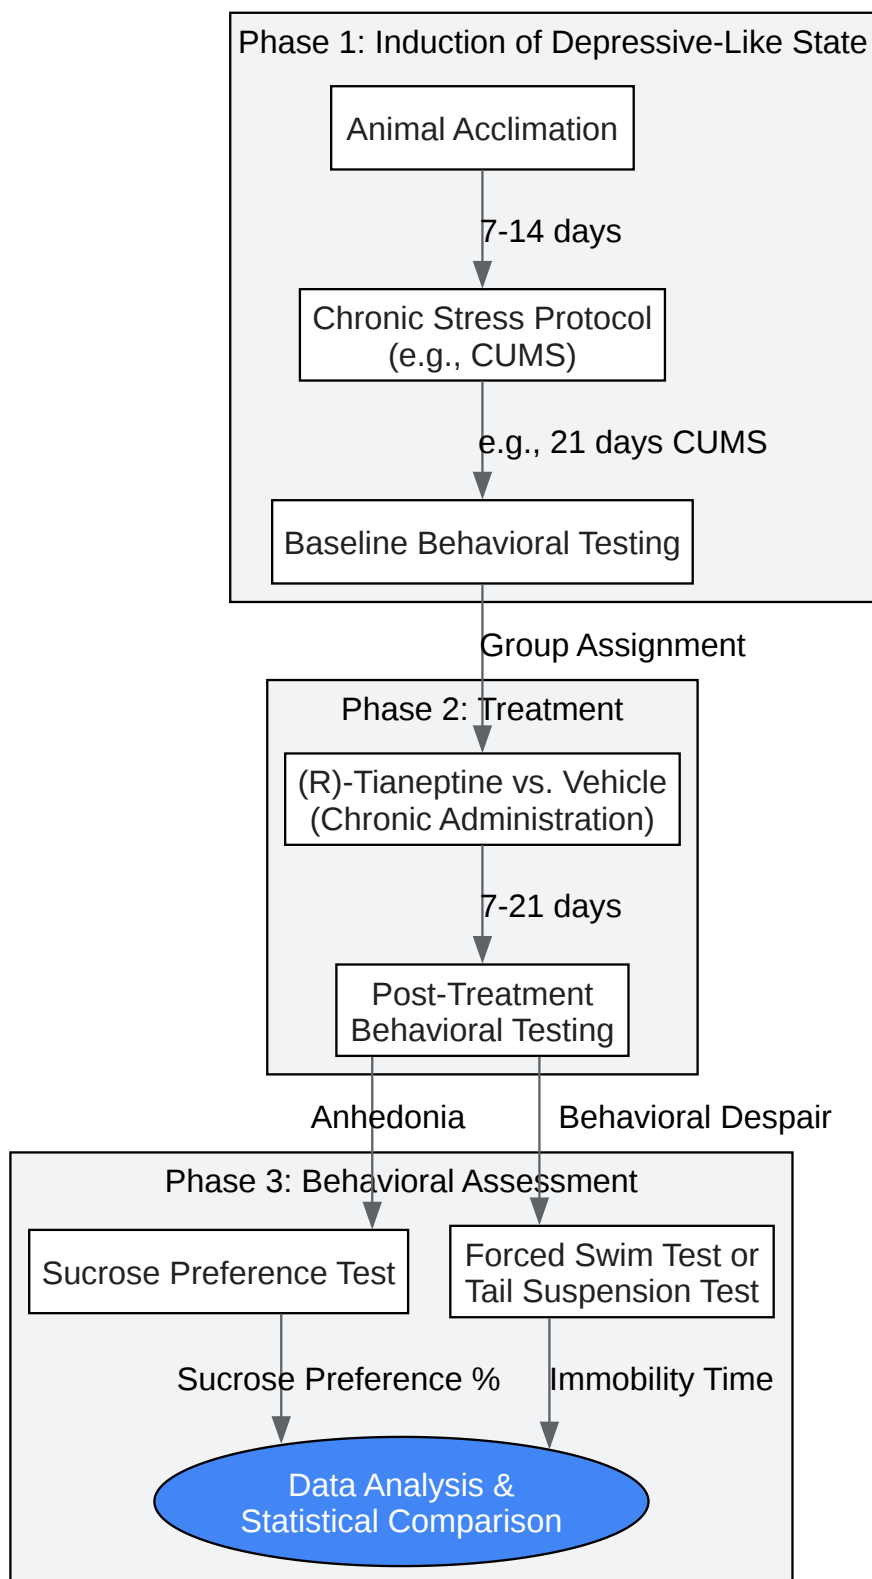 Phase 1: Induction of Depressive-Like State
Animal Acclimation
7-14 days
Chronic Stress Protocol
(e.g., CUMS)
e.g., 21 days CUMS
Baseline Behavioral Testing
Group Assignment
Phase 2: Treatment
(R)-Tianeptine vs. Vehicle
(Chronic Administration)
7-21 days
Post-Treatment
Behavioral Testing
Anhedonia
Behavioral Despair
Phase 3: Behavioral Assessment
Sucrose Preference Test
Forced Swim Test or
Tail Suspension Test
Sucrose Preference %
Immobility Time
Data Analysis &
Statistical Comparison